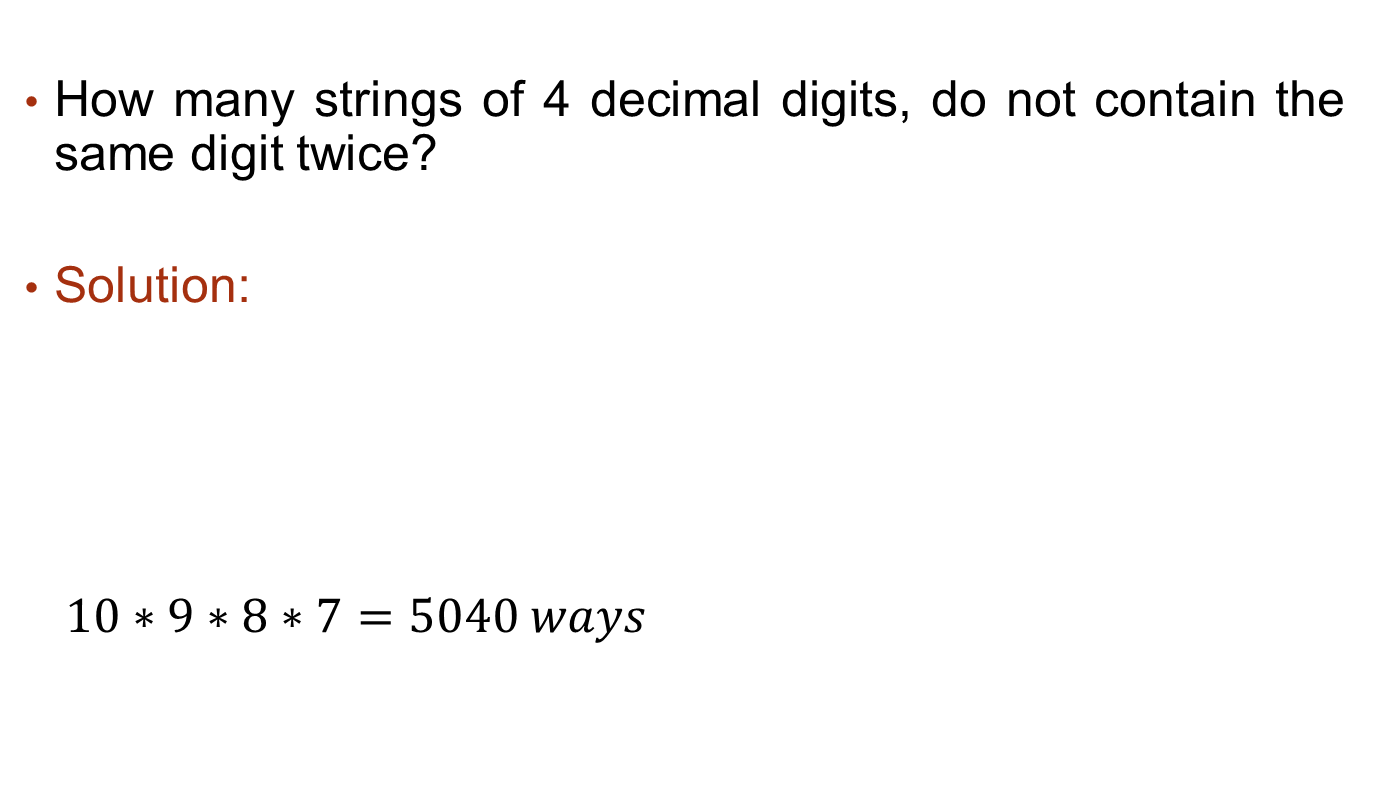 • How many strings of 4 decimal digits, do not contain the
same digit twice?
• Solution:
10 ∗ 9 ∗ 8 ∗ 7 = 5040 ways